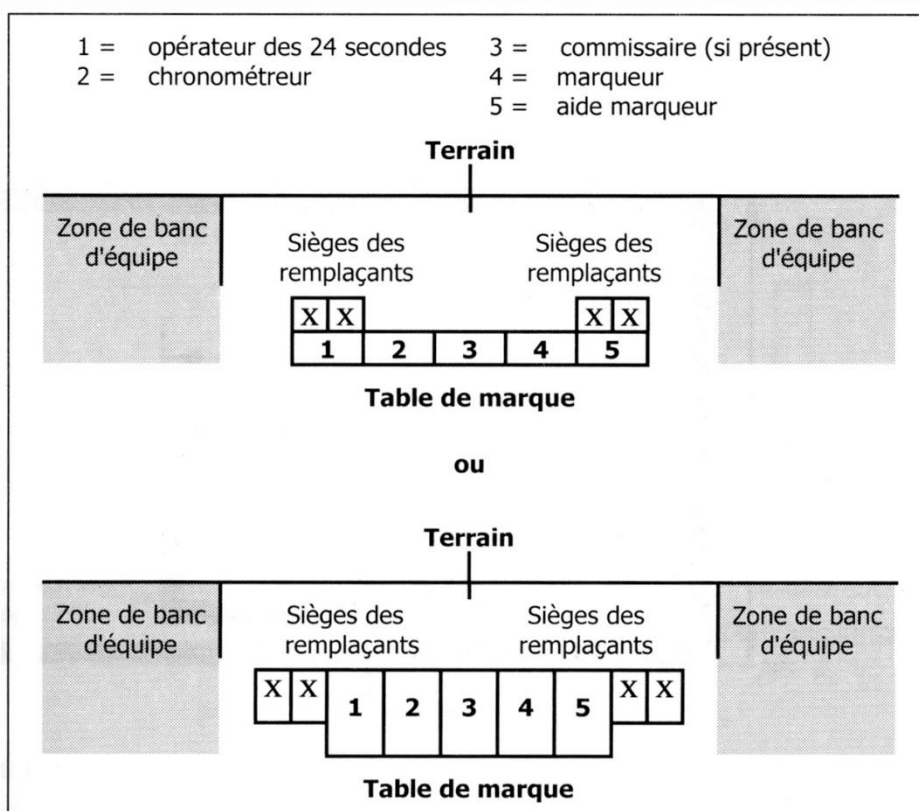 1 = opérateur des 24 secondes 3 = commissaire (si présent)
2 = chronométreur 4 = marqueur
5 = aide marqueur
Terrain
Zone de banc
d'équipe
Sièges des
remplaçants
Sièges des
remplaçants
Zone de banc
d'équipe
X X X X
1 2 3 4 5
Table de marque
ou
Terrain
Zone de banc
d'équipe
Sièges des
remplaçants
Sièges des
remplaçants
Zone de banc
d'équipe
X X 1 2 3 4 5 X X
Table de marque